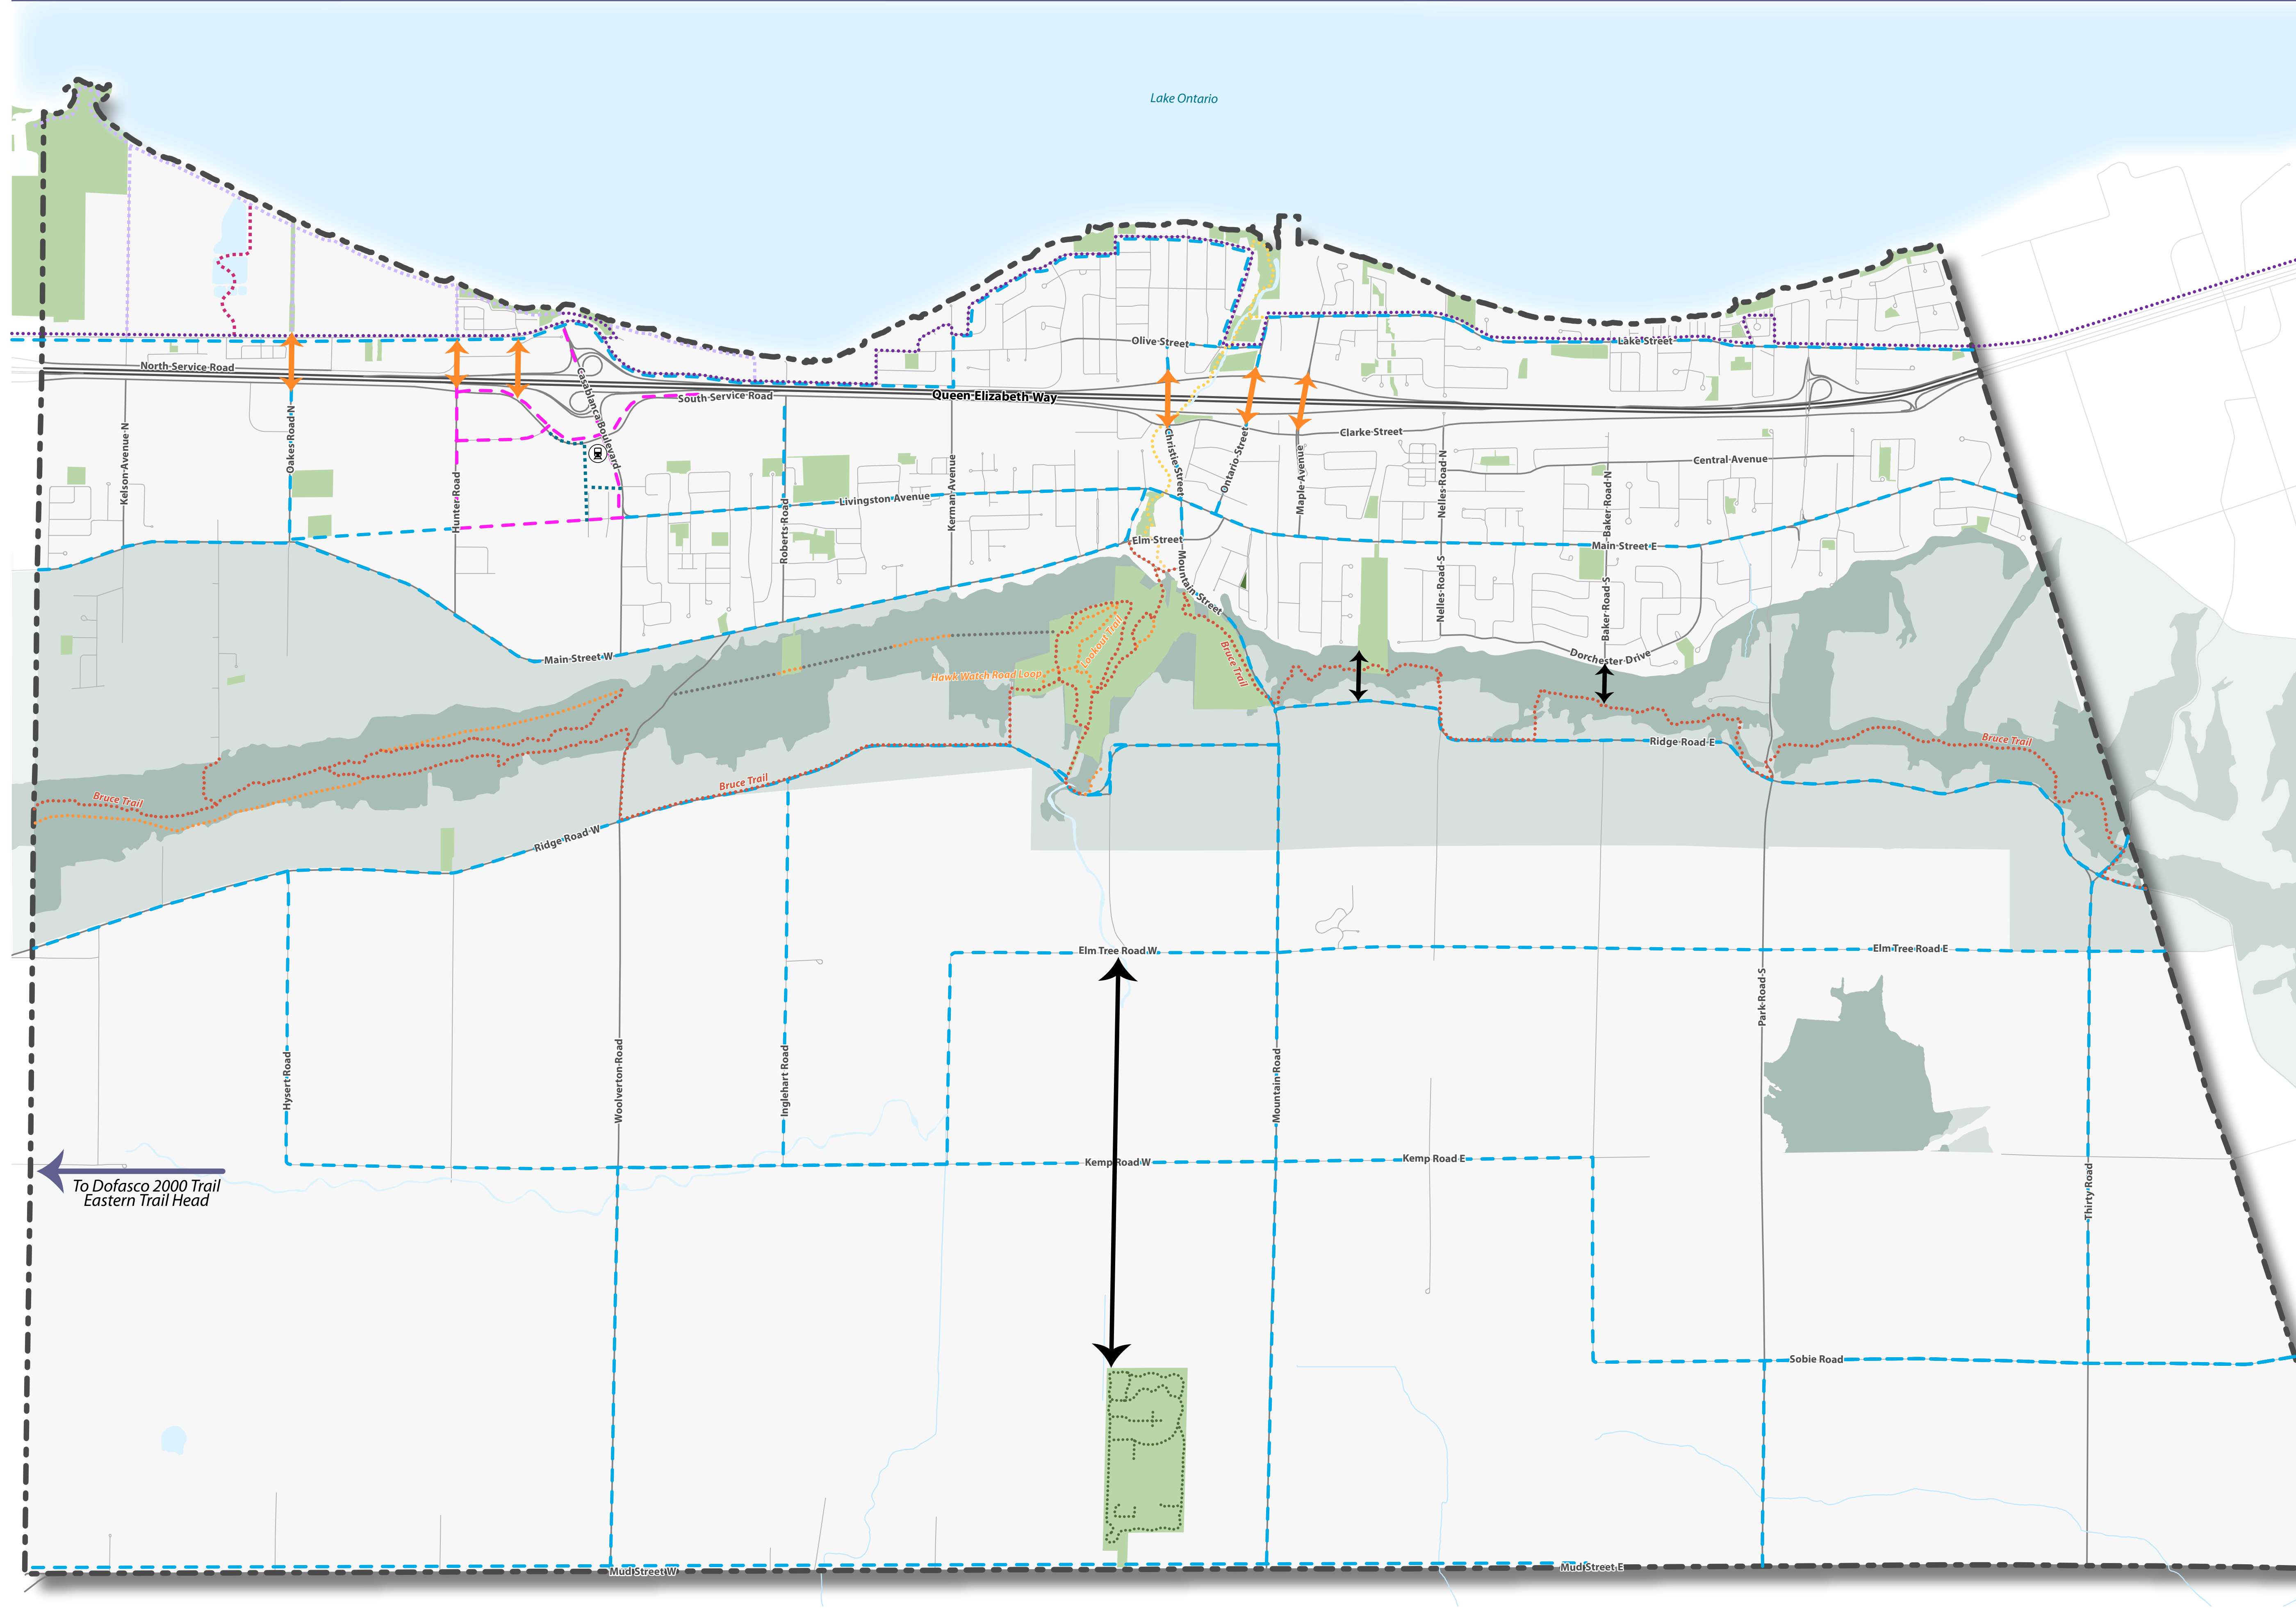 Lake Ontario
North Service Road
Olive Street
Lake Street
Casablanca Boulevard
South Service Road
Queen Elizabeth Way
Clarke Street
Kelson Avenue N
Oakes Road N
Hunter Road
Roberts Road
Livingston Avenue
Kerman Avenue
Christie Street
Ontario Street
Maple Avenue
Nelles Road N
Central Avenue
Baker Road N
Elm Street
Main Street E
Mountain Street
Nelles Road S
Baker Road S
Main Street W
Lookout Trail
Hawk Watch Road Loop
Bruce Trail
Dorchester Drive
Ridge Road E
Bruce Trail
Bruce Trail
Bruce Trail
Ridge Road W
Elm Tree Road W
Elm Tree Road E
Park Road S
Hysert Road
Woolverton Road
Inglehart Road
Mountain Road
Kemp Road W
Kemp Road E
Thirty Road
To Dofasco 2000 Trail
Eastern Trail Head
Sobie Road
Mud Street W
Mud Street E